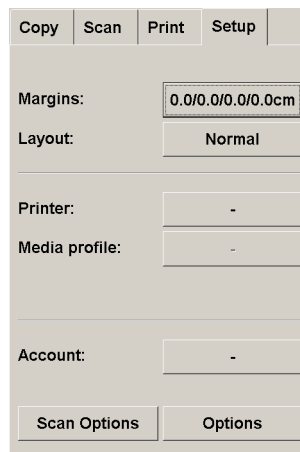 Copy Scan Print Setup
Margins: 0.0/0.0/0.0/0.0cm
Layout: Normal
Printer: -
Media profile: -
Account: -
Scan Options Options